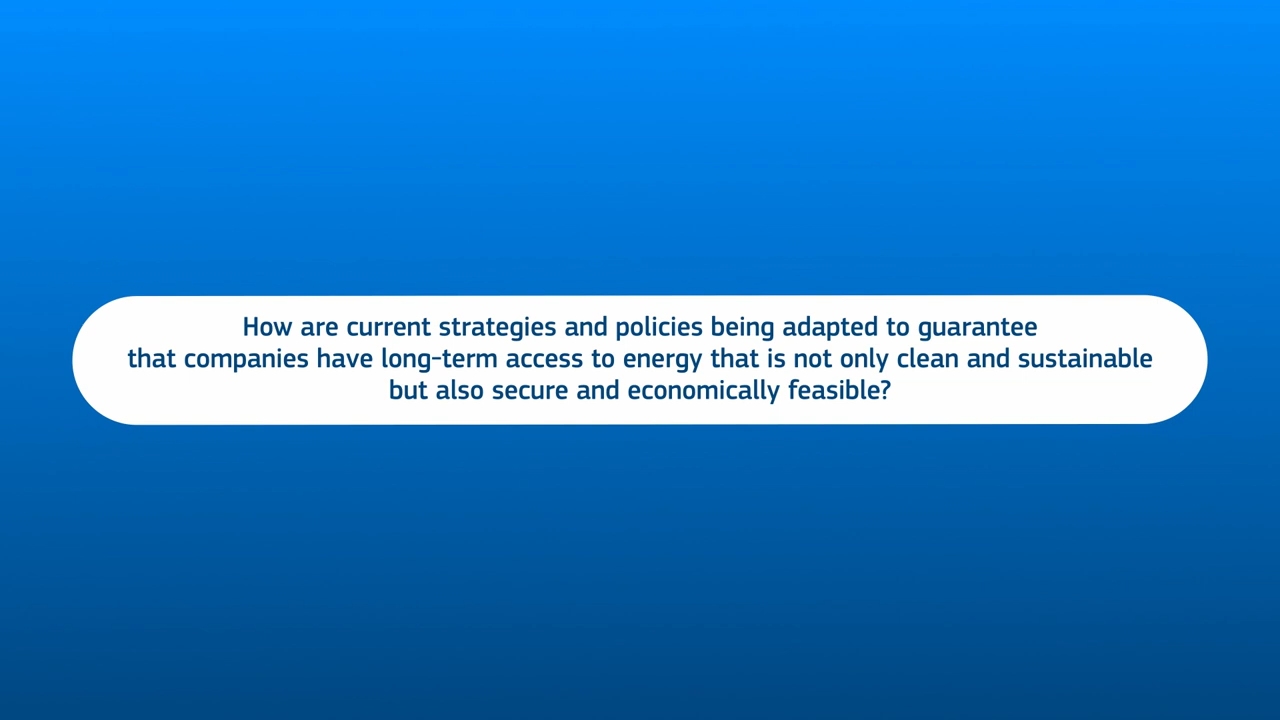 How are current strategies and policies being adapted to guarantee
that companies have long-term access to energy that is not only clean and sustainable
but also secure and economically feasible?